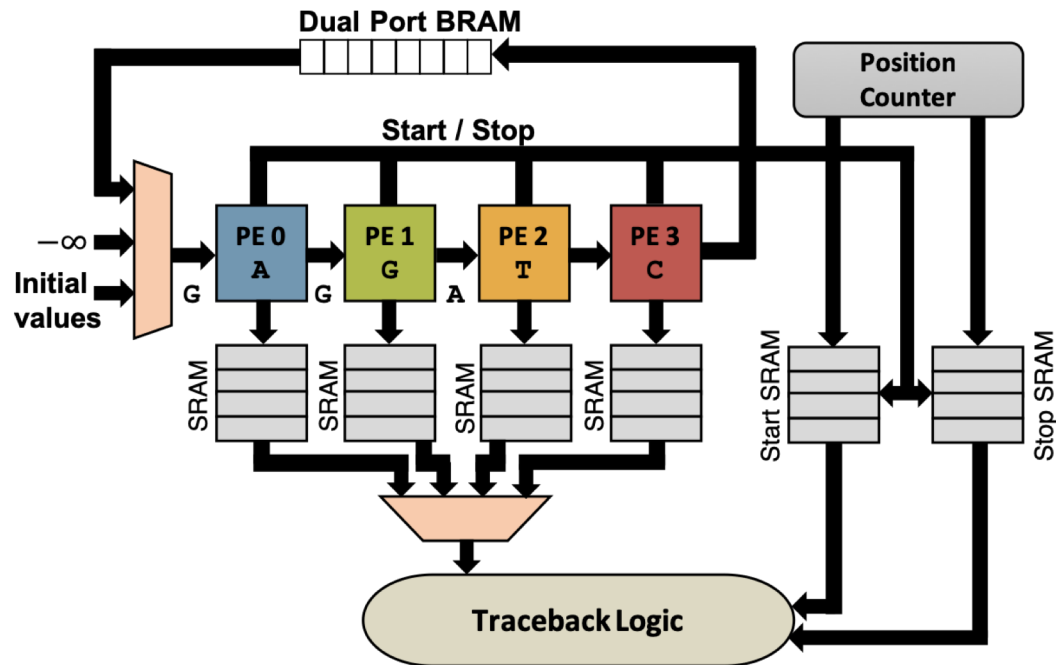 Dual Port BRAM
Position
Counter
Start / Stop
−∞
Initial
values
G
PE 0
A
G
PE 1
G
A
PE 2
T
PE 3
C
SRAM
SRAM
SRAM
SRAM
Start SRAM
Stop SRAM
Traceback Logic